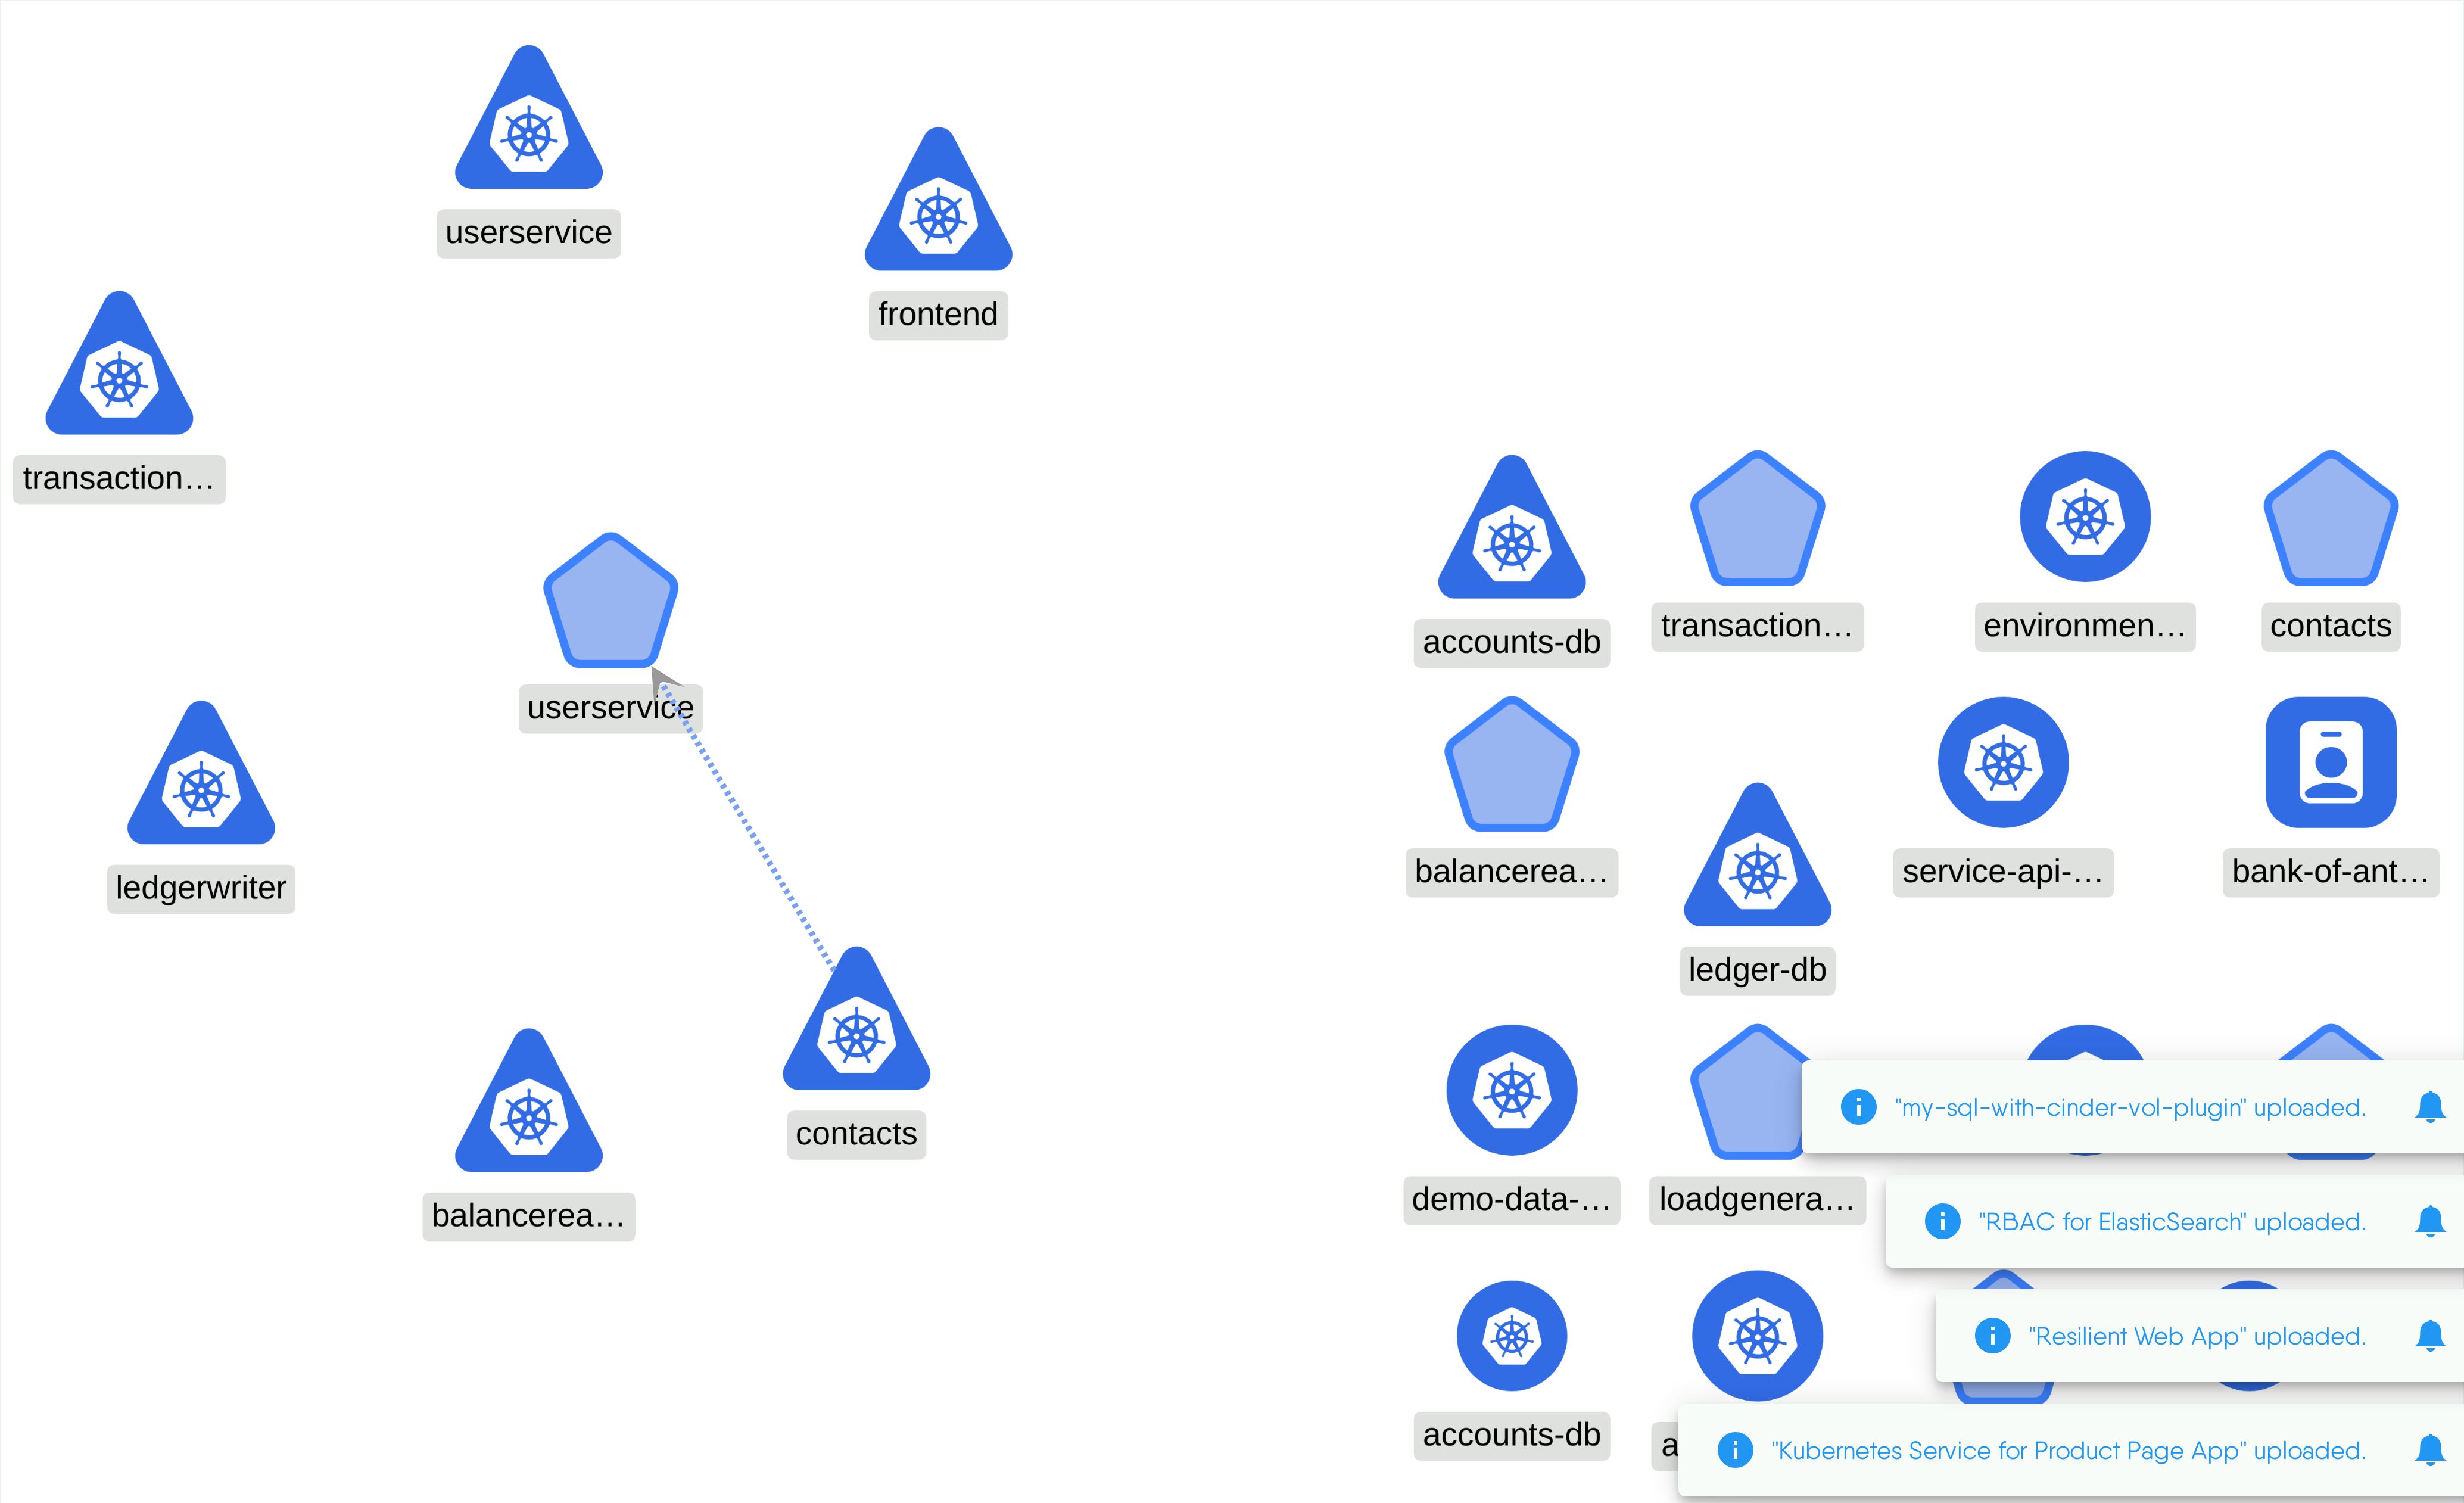 userservice
frontend
transaction…
userservice
ledgerwriter
contacts
balancerea…
accounts-db
transaction…
environmen…
contacts
balancerea…
service-api-…
bank-of-ant…
ledger-db
demo-data-…
loadgenera…
accounts-db
a
"my-sql-with-cinder-vol-plugin" uploaded.
"RBAC for ElasticSearch" uploaded.
"Resilient Web App" uploaded.
"Kubernetes Service for Product Page App" uploaded.